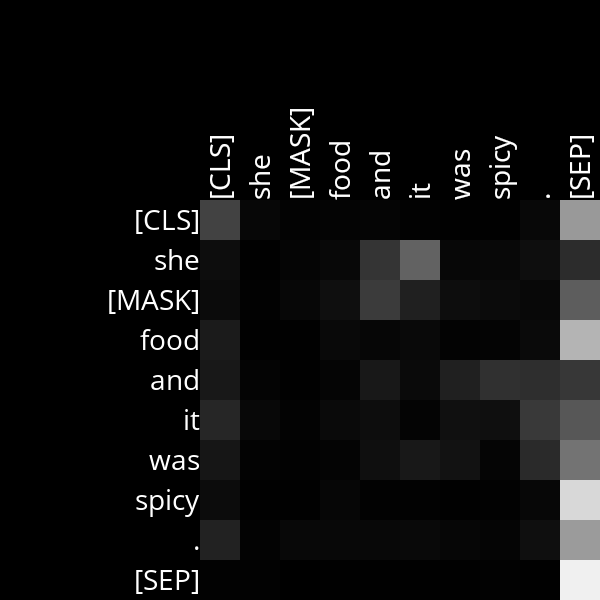 [CLS] she [MASK] food and it was spicy . [SEP]
[CLS]
she
[MASK]
food
and
it
was
spicy
.
[SEP]